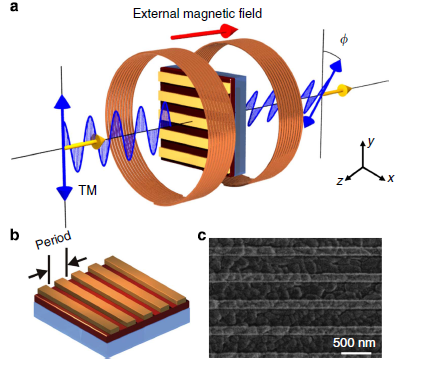 a
External magnetic field
ϕ
TM
y
z
x
b
Period
c
500 nm